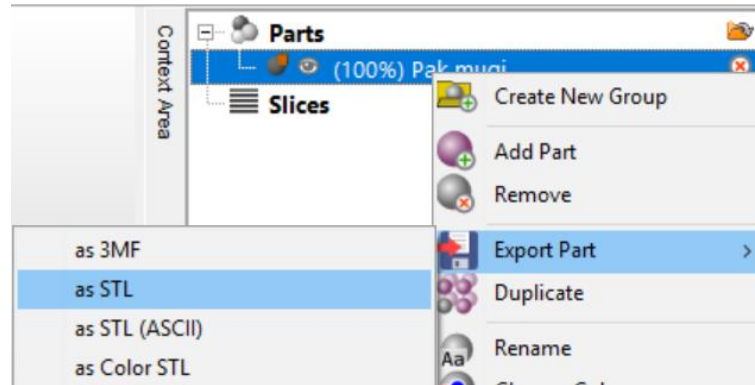 Context Area
Parts
(100%) Pak mugi
Slices
Create New Group
Add Part
Remove
Export Part
Duplicate
Aa
Rename
as 3MF
as STL
as STL (ASCII)
as Color STL